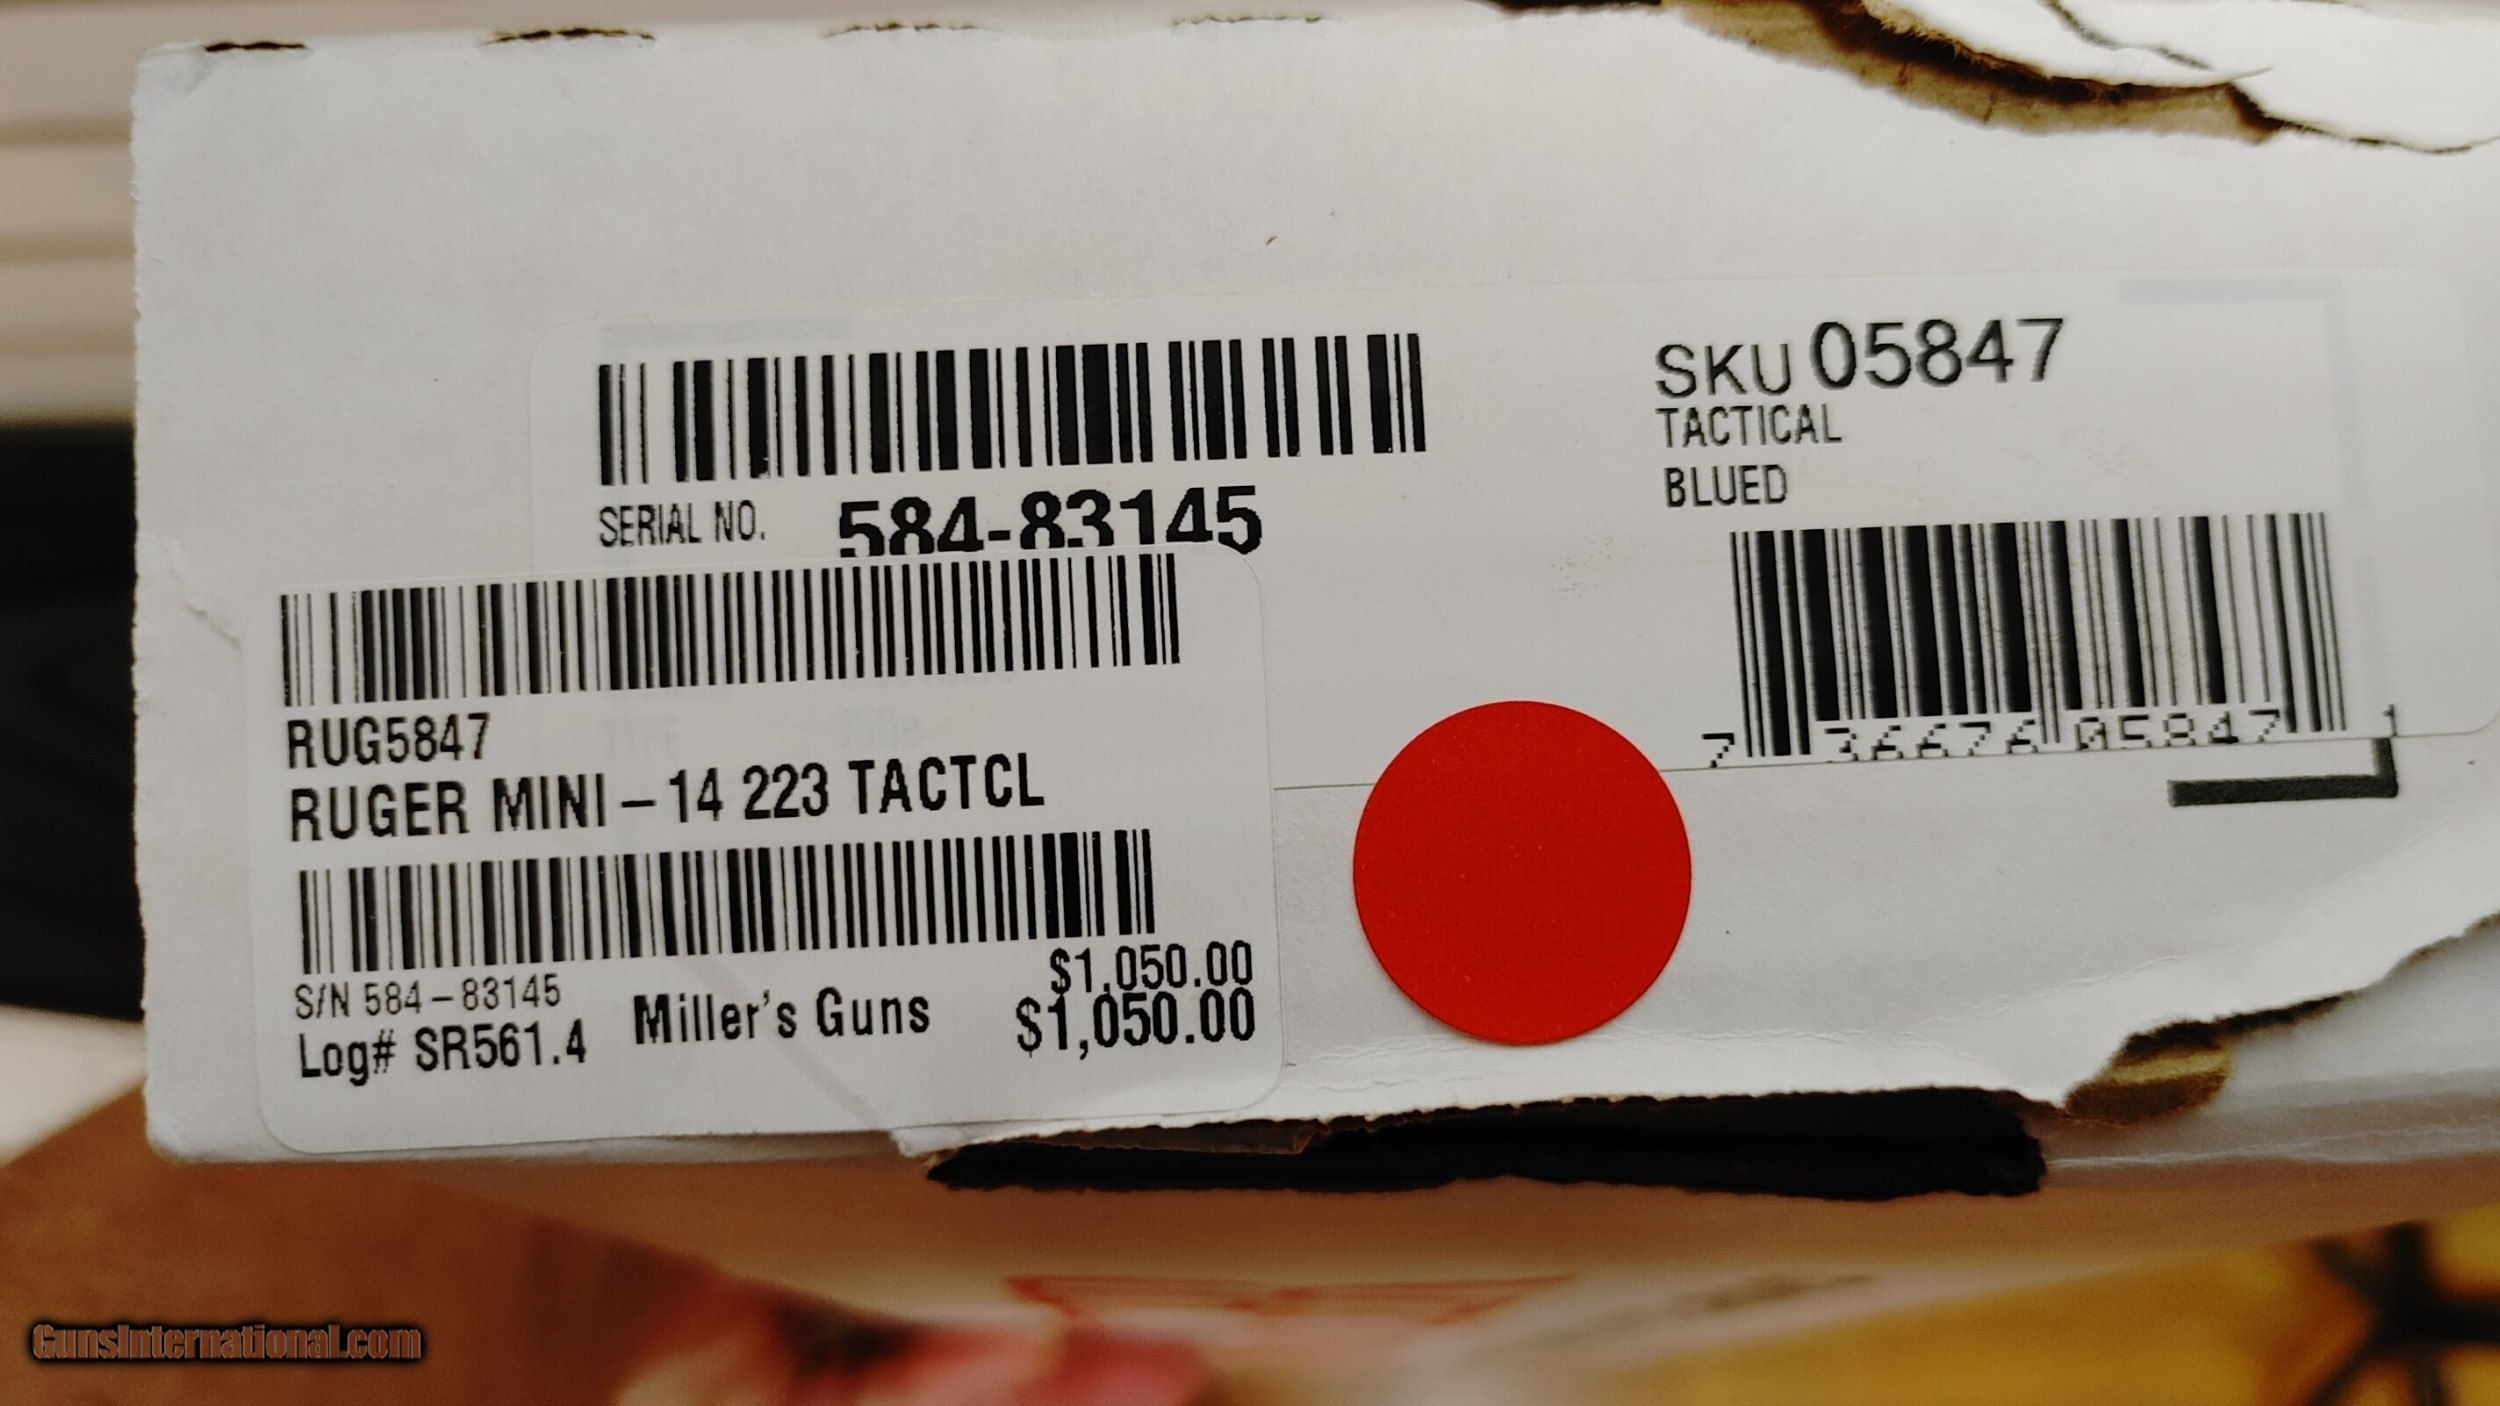 SERIAL NO. 584-83145
SKU 05847
TACTICAL
BLUED
7 36676 05847 1
RUG5847
RUGER MINI-14 223 TACTCL
$1,050.00
S/N 584-83145
Miller's Guns
$1,050.00
Log# SR561.4
GunsInternational.com